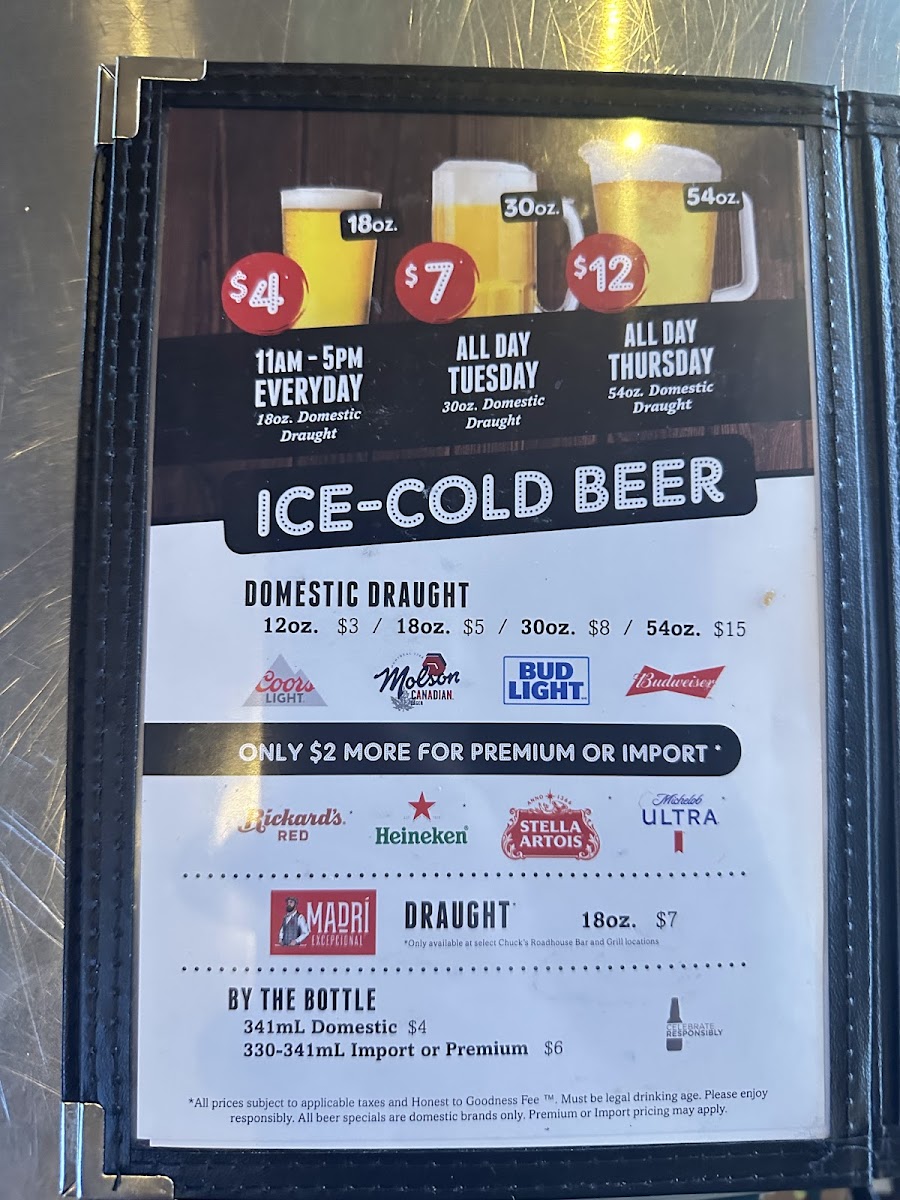 18oz.
30oz.
54oz.
$4
$7
$12
11AM – 5PM
EVERYDAY
18oz. Domestic
Draught
ALL DAY
TUESDAY
30oz. Domestic
Draught
ALL DAY
THURSDAY
54oz. Domestic
Draught
ICE-COLD BEER
DOMESTIC DRAUGHT
12oz. $3 / 18oz. $5 / 30oz. $8 / 54oz. $15
Coors
LIGHT
Molson
CANADIAN
LAGER
BUD
LIGHT
Budweiser
ONLY $2 MORE FOR PREMIUM OR IMPORT *
Rickard's
RED
Heineken
ANNO 1366
STELLA
ARTOIS
Michelob
ULTRA
MADRÍ
EXCEPCIONAL
DRAUGHT* 18oz. $7
*Only available at select Chuck's Roadhouse Bar and Grill locations
BY THE BOTTLE
341mL Domestic $4
330-341mL Import or Premium $6
CELEBRATE
RESPONSIBLY
*All prices subject to applicable taxes and Honest to Goodness Fee ™. Must be legal drinking age. Please enjoy
responsibly. All beer specials are domestic brands only. Premium or Import pricing may apply.